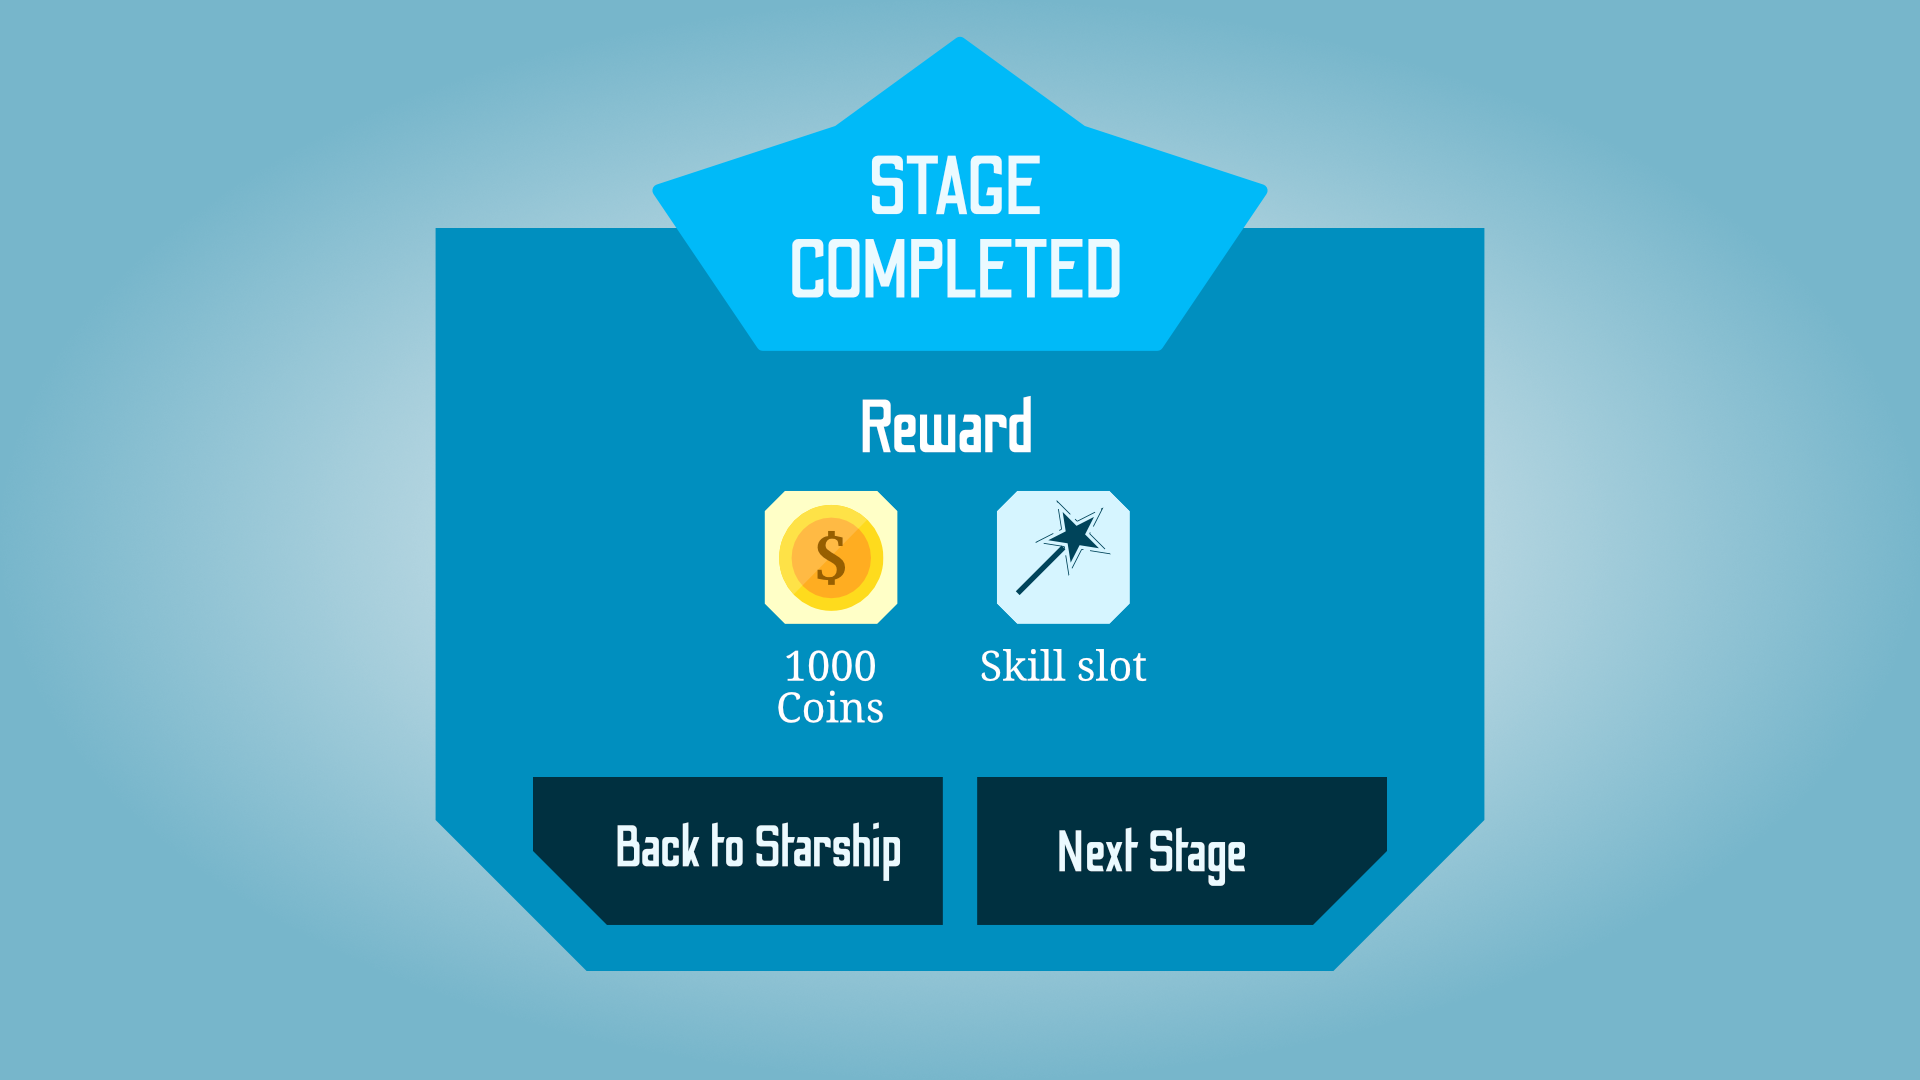 STAGE
COMPLETED
Reward
$
1000
Coins
Skill slot
Back to Starship
Next Stage